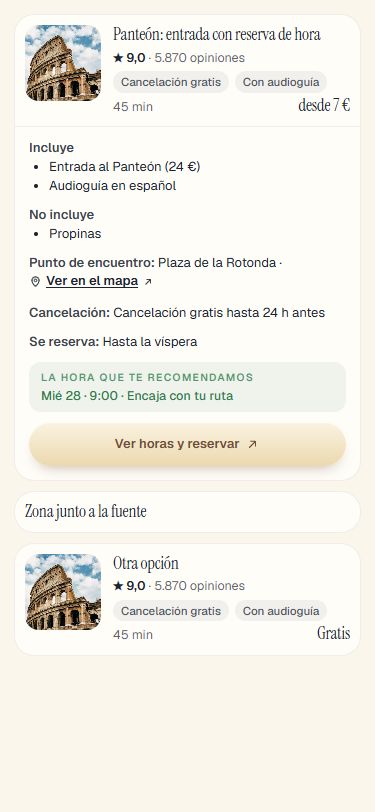 Panteón: entrada con reserva de hora
★ 9,0 · 5.870 opiniones
Cancelación gratis Con audioguía
45 min desde 7 €
Incluye
• Entrada al Panteón (24 €)
• Audioguía en español
No incluye
• Propinas
Punto de encuentro: Plaza de la Rotonda ·
Ver en el mapa ↗
Cancelación: Cancelación gratis hasta 24 h antes
Se reserva: Hasta la víspera
LA HORA QUE TE RECOMENDAMOS
Mié 28 · 9:00 · Encaja con tu ruta
Ver horas y reservar ↗
Zona junto a la fuente
Otra opción
★ 9,0 · 5.870 opiniones
Cancelación gratis Con audioguía
45 min Gratis